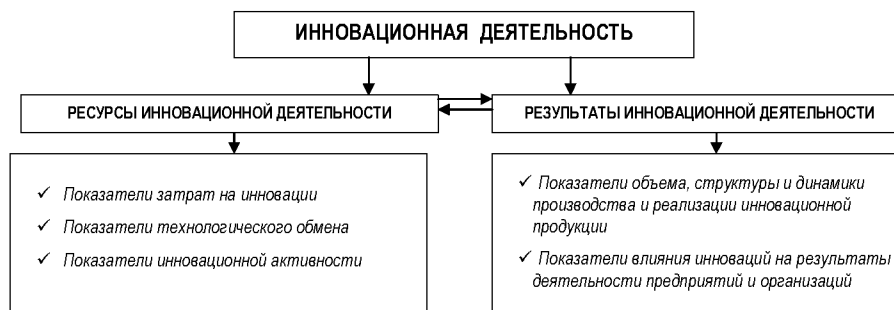 ИННОВАЦИОННАЯ ДЕЯТЕЛЬНОСТЬ
РЕСУРСЫ ИННОВАЦИОННОЙ ДЕЯТЕЛЬНОСТИ
РЕЗУЛЬТАТЫ ИННОВАЦИОННОЙ ДЕЯТЕЛЬНОСТИ
✓ Показатели затрат на инновации
✓ Показатели технологического обмена
✓ Показатели инновационной активности
✓ Показатели объема, структуры и динамики
производства и реализации инновационной
продукции
✓ Показатели влияния инноваций на результаты
деятельности предприятий и организаций